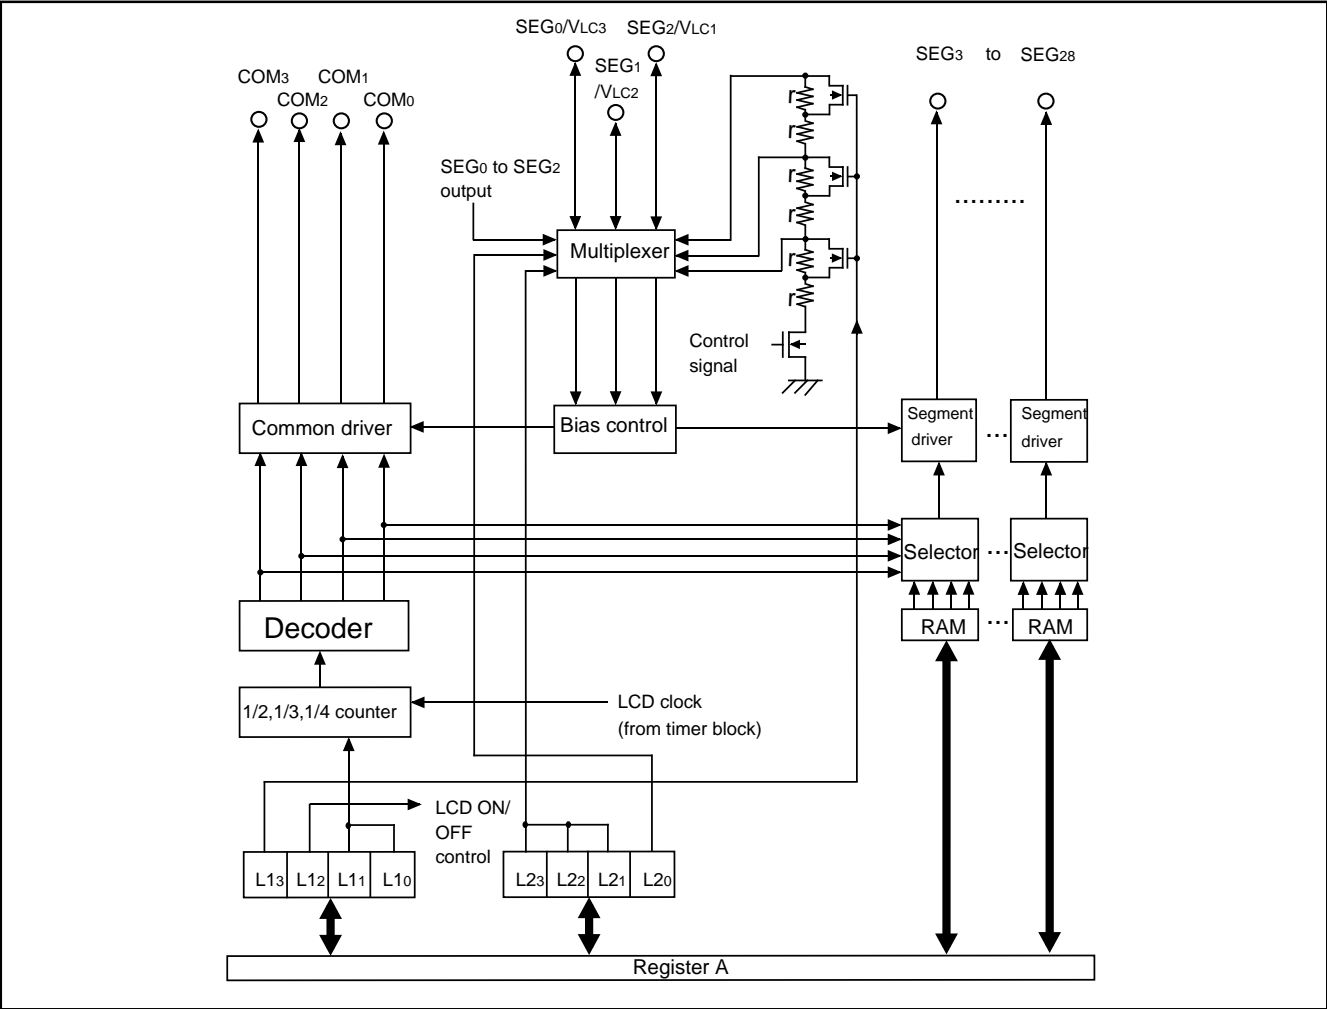 SEG0/VLC3
SEG2/VLC1
SEG1
/VLC2
SEG3 to SEG28
COM3
COM2
COM1
COM0
SEG0 to SEG2
output
r
r
r
r
r
r
Multiplexer
Control
signal
Common driver
Bias control
Segment
driver
...
Segment
driver
Selector
...
Selector
RAM
...
RAM
Decoder
1/2,1/3,1/4 counter
LCD clock
(from timer block)
LCD ON/
OFF
control
L13 L12 L11 L10
L23 L22 L21 L20
Register A